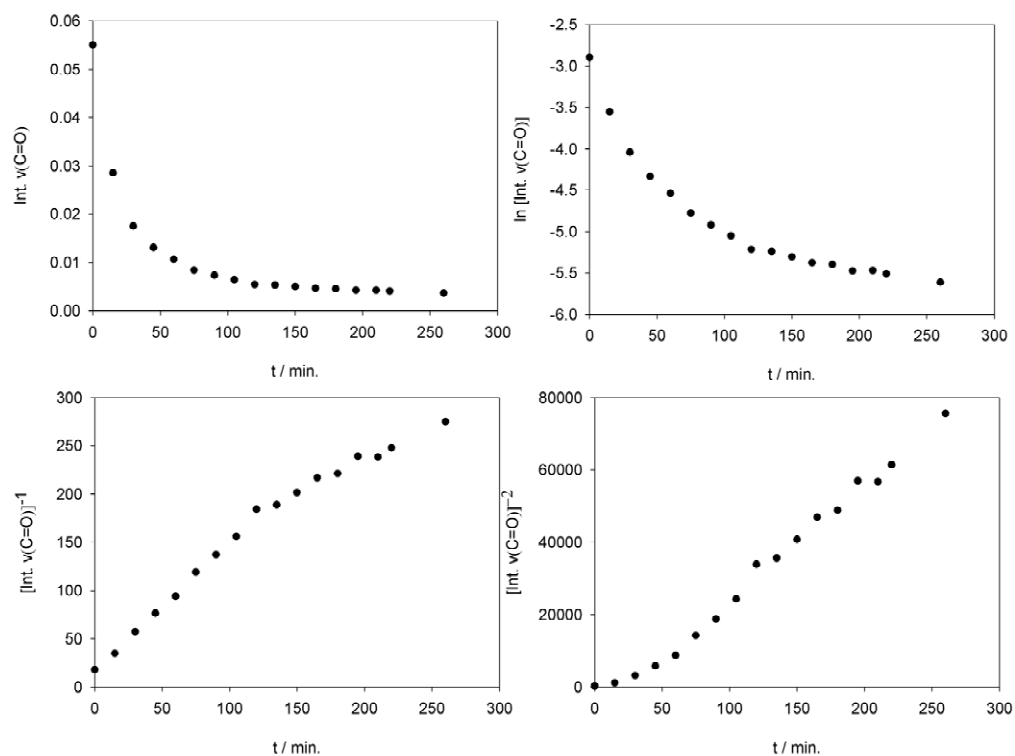 0.06
0.05
0.04
0.03
0.02
0.01
0.00
Int. ν(C=O)
0 50 100 150 200 250 300
t / min.
-2.5
-3.0
-3.5
-4.0
-4.5
-5.0
-5.5
-6.0
ln [Int. ν(C=O)]
0 50 100 150 200 250 300
t / min.
300
250
200
150
100
50
0
[Int. ν(C=O)]⁻¹
0 50 100 150 200 250 300
t / min.
80000
60000
40000
20000
0
[Int. ν(C=O)]⁻²
0 50 100 150 200 250 300
t / min.